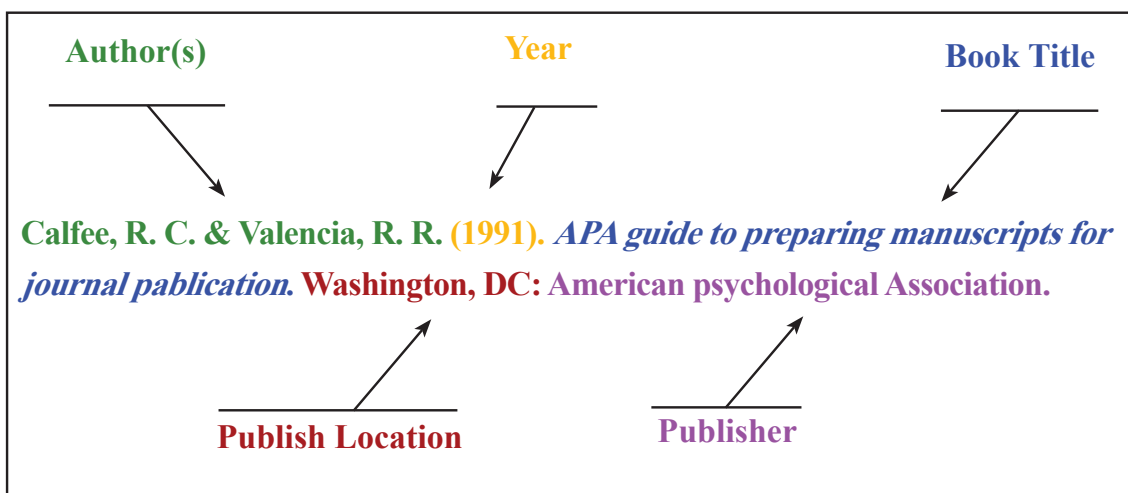 Author(s)
Year
Book Title
Calfee, R. C. & Valencia, R. R. (1991). APA guide to preparing manuscripts for
journal pablication. Washington, DC: American psychological Association.
Publish Location
Publisher